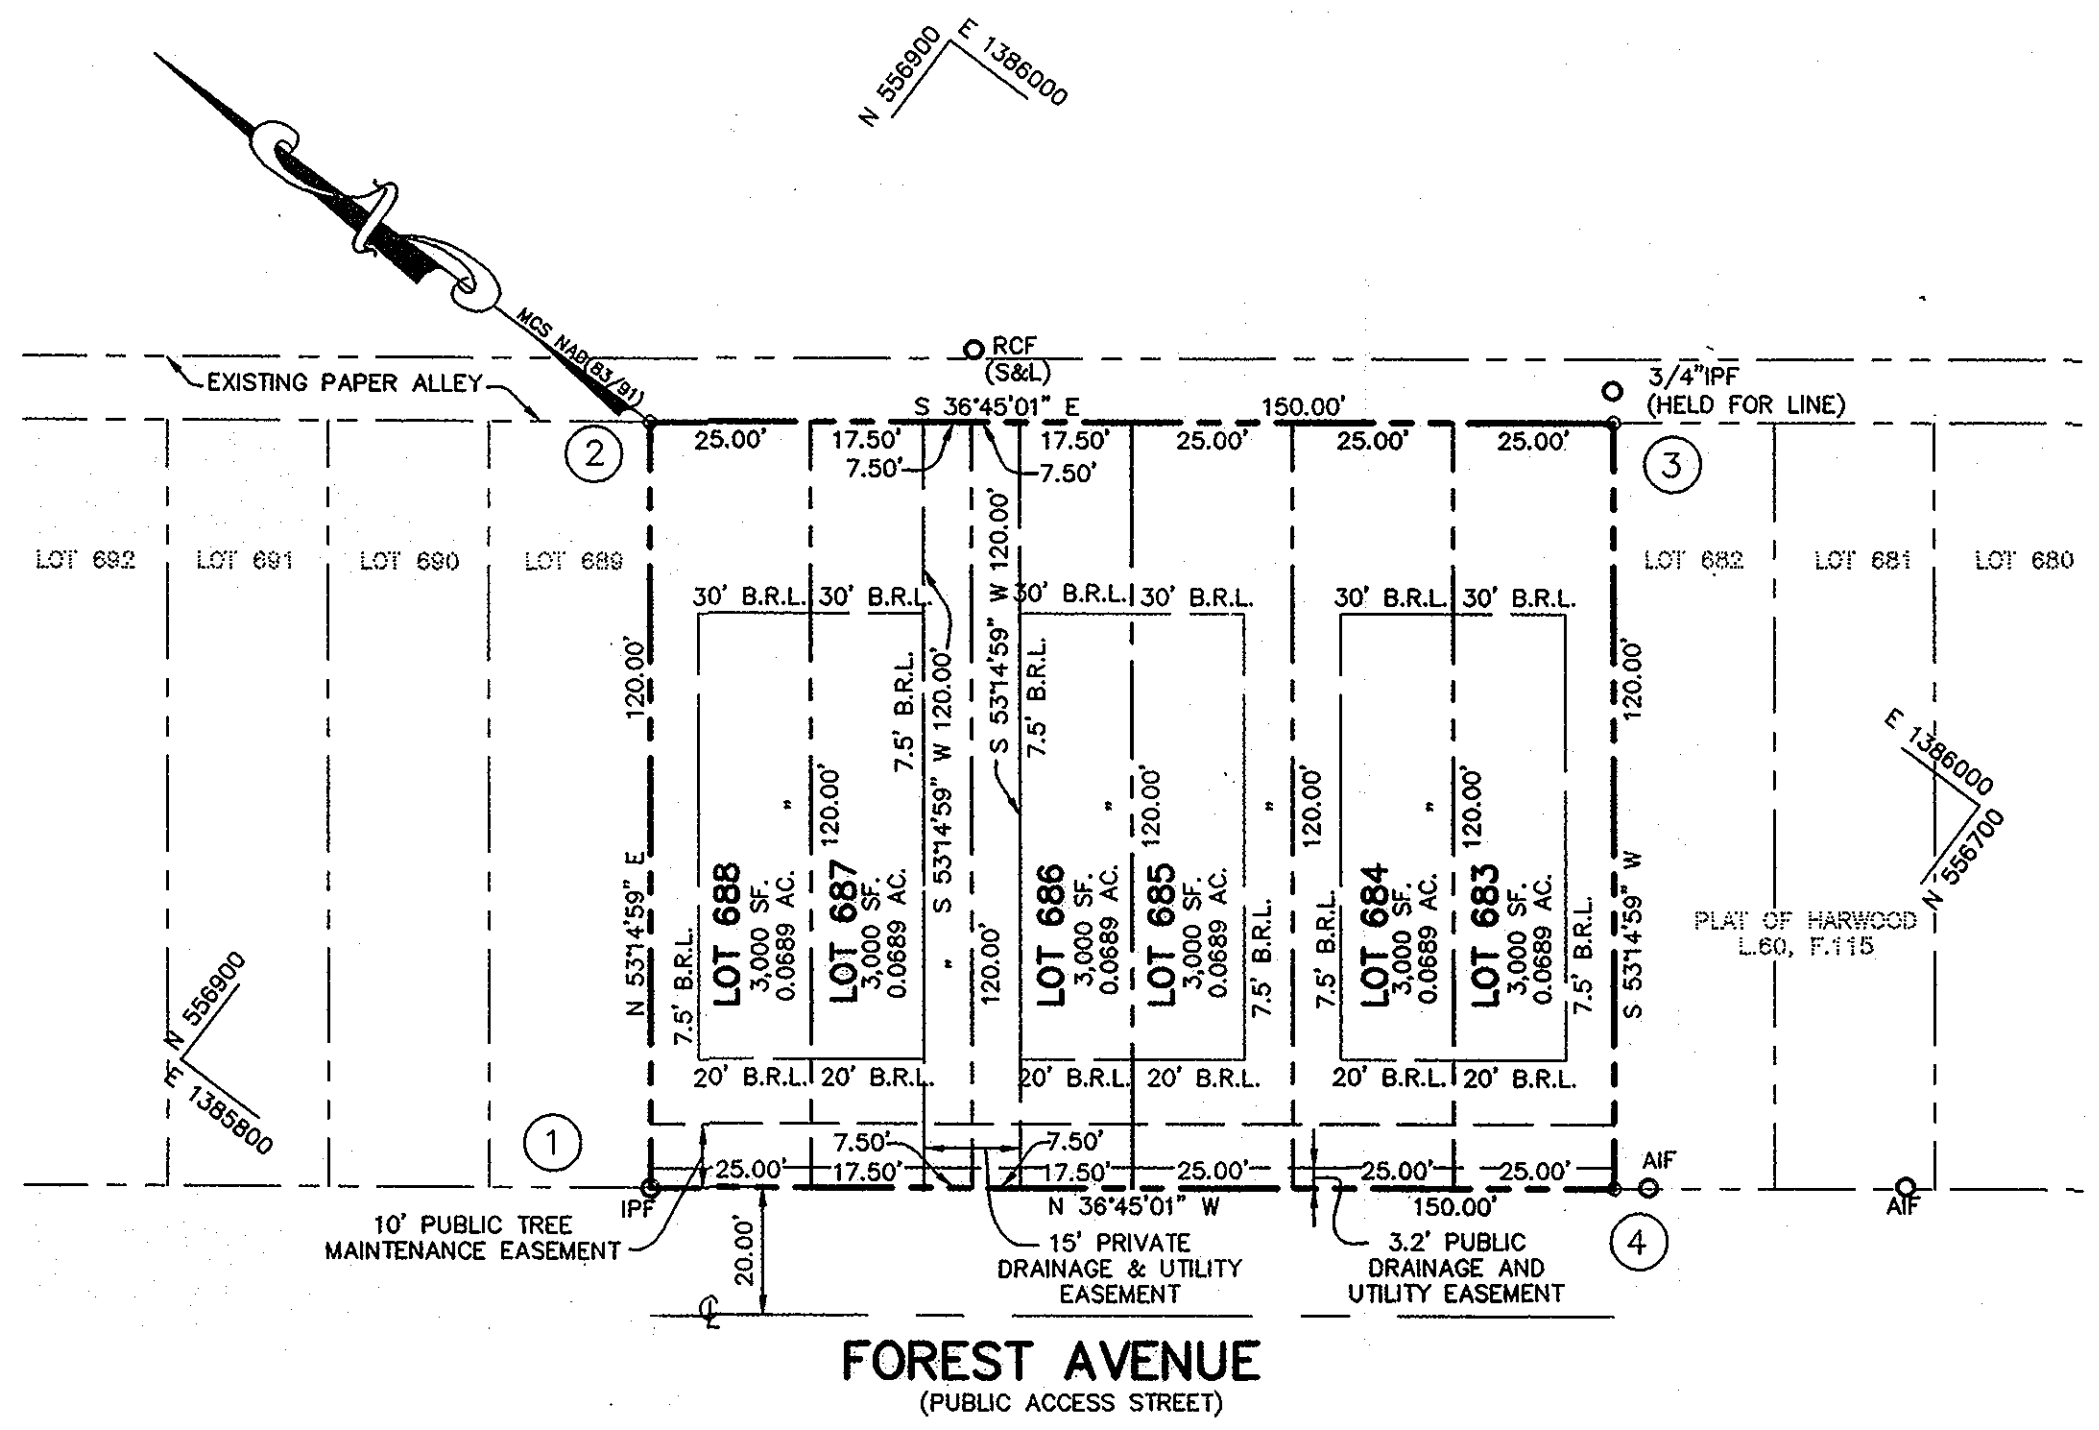 N 556900
E 1386000
MCS NAD(83/91)
EXISTING PAPER ALLEY
RCF
(S&L)
3/4"IPF
(HELD FOR LINE)
S 36°45'01" E
150.00'
25.00'
17.50'
17.50'
25.00'
25.00'
25.00'
7.50'
7.50'
2
3
LOT 692
LOT 691
LOT 690
LOT 689
LOT 682
LOT 681
LOT 680
30' B.R.L.
30' B.R.L.
30' B.R.L.
30' B.R.L.
30' B.R.L.
30' B.R.L.
N 53°14'59" E
120.00'
7.5' B.R.L.
LOT 688
3,000 SF.
0.0689 AC.
"
120.00'
LOT 687
3,000 SF.
0.0689 AC.
7.5' B.R.L.
" S 53°14'59" W 120.00'
120.00'
S 53°14'59" W 120.00'
7.5' B.R.L.
LOT 686
3,000 SF.
0.0689 AC.
"
120.00'
LOT 685
3,000 SF.
0.0689 AC.
7.5' B.R.L.
"
120.00'
7.5' B.R.L.
LOT 684
3,000 SF.
0.0689 AC.
"
120.00'
LOT 683
3,000 SF.
0.0689 AC.
7.5' B.R.L.
S 53°14'59" W
120.00'
E 1386000
N 556700
PLAT OF HARWOOD
L.60, F.115
N 556900
E 1385800
20' B.R.L.
20' B.R.L.
20' B.R.L.
20' B.R.L.
20' B.R.L.
20' B.R.L.
1
7.50'
7.50'
25.00'
17.50'
17.50'
25.00'
25.00'
25.00'
AIF
IPF
N 36°45'01" W
150.00'
AIF
4
10' PUBLIC TREE
MAINTENANCE EASEMENT
20.00'
15' PRIVATE
DRAINAGE & UTILITY
EASEMENT
3.2' PUBLIC
DRAINAGE AND
UTILITY EASEMENT
℄
FOREST AVENUE
(PUBLIC ACCESS STREET)